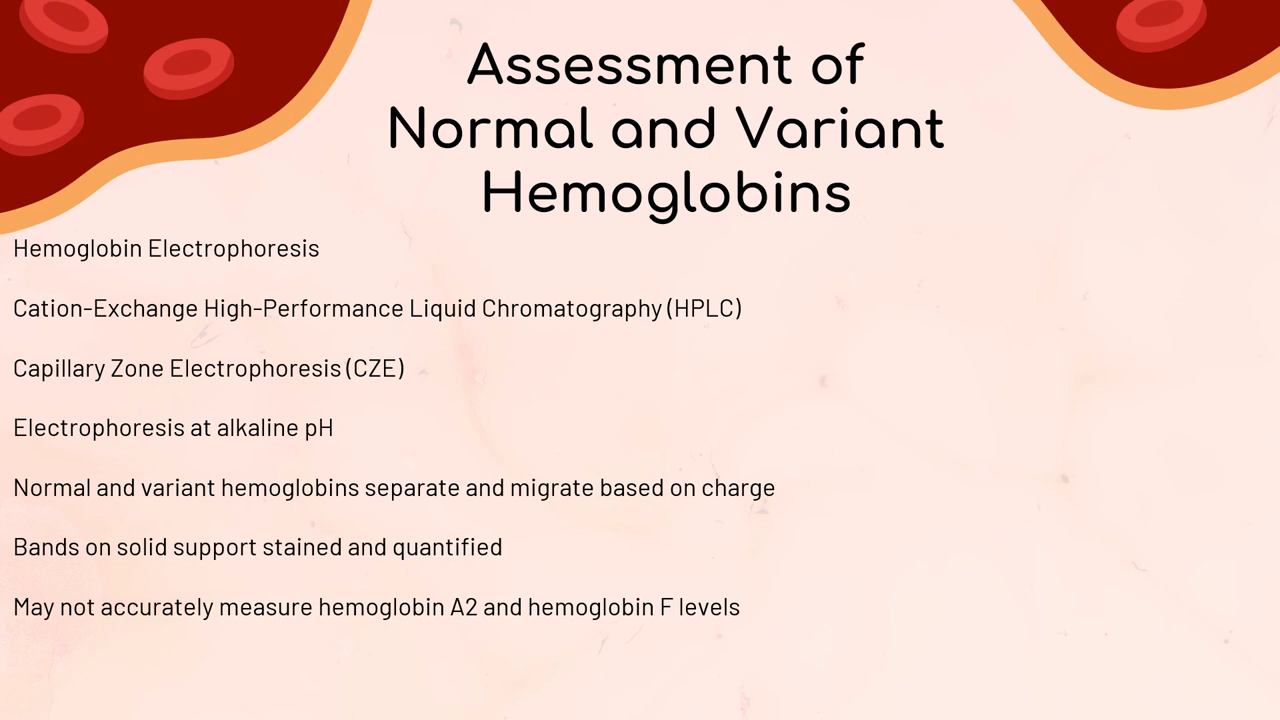 Assessment of
Normal and Variant
Hemoglobins
Hemoglobin Electrophoresis
Cation-Exchange High-Performance Liquid Chromatography (HPLC)
Capillary Zone Electrophoresis (CZE)
Electrophoresis at alkaline pH
Normal and variant hemoglobins separate and migrate based on charge
Bands on solid support stained and quantified
May not accurately measure hemoglobin A2 and hemoglobin F levels